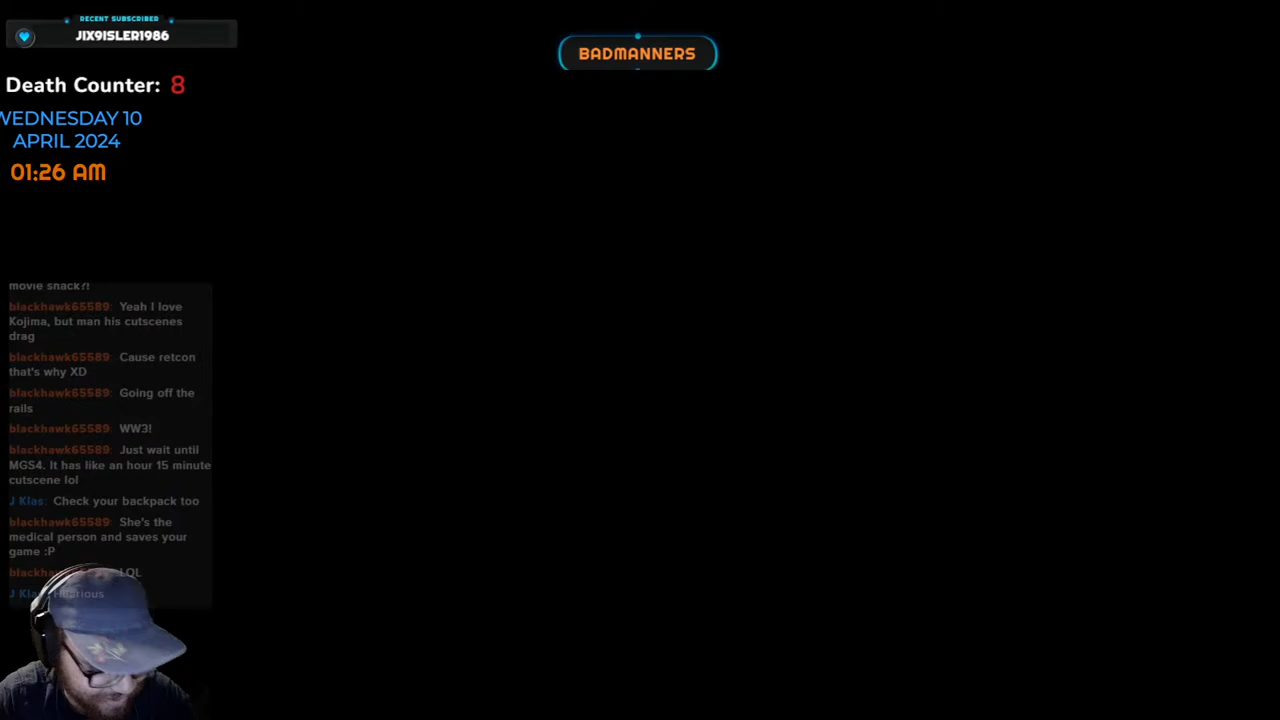 RECENT SUBSCRIBER
JIX9ISLER1986
BADMANNERS
Death Counter: 8
WEDNESDAY 10
APRIL 2024
01:26 AM
movie snack?!
blackhawk65589: Yeah I love
Kojima, but man his cutscenes
drag
blackhawk65589: Cause retcon
that's why XD
blackhawk65589: Going off the
rails
blackhawk65589: WW3!
blackhawk65589: Just wait until
MGS4. It has like an hour 15 minute
cutscene lol
J Klas: Check your backpack too
blackhawk65589: She's the
medical person and saves your
game :P
LOL
J Klas: Hilarious